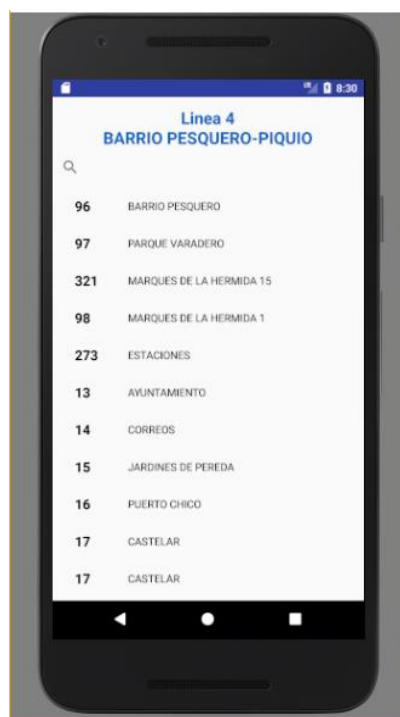 8:30
Linea 4
BARRIO PESQUERO-PIQUIO
96 BARRIO PESQUERO
97 PARQUE VARADERO
321 MARQUES DE LA HERMIDA 15
98 MARQUES DE LA HERMIDA 1
273 ESTACIONES
13 AYUNTAMIENTO
14 CORREOS
15 JARDINES DE PEREDA
16 PUERTO CHICO
17 CASTELAR
17 CASTELAR